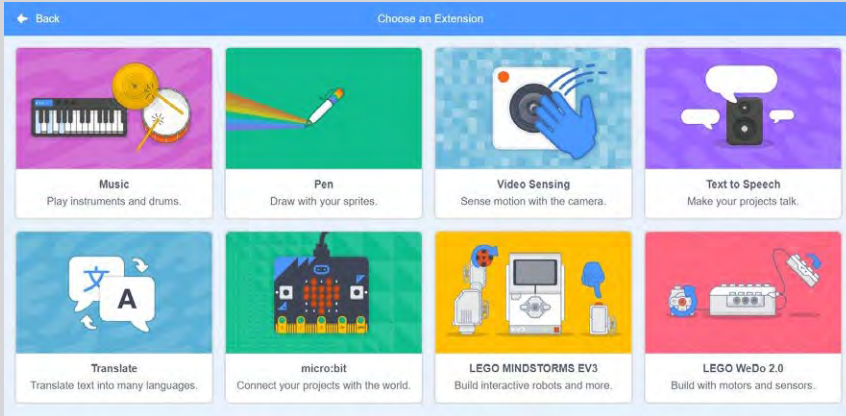 Back
Choose an Extension
Music
Play instruments and drums.
Pen
Draw with your sprites.
Video Sensing
Sense motion with the camera.
Text to Speech
Make your projects talk.
文
A
Translate
Translate text into many languages.
micro:bit
Connect your projects with the world.
LEGO MINDSTORMS EV3
Build interactive robots and more.
LEGO WeDo 2.0
Build with motors and sensors.